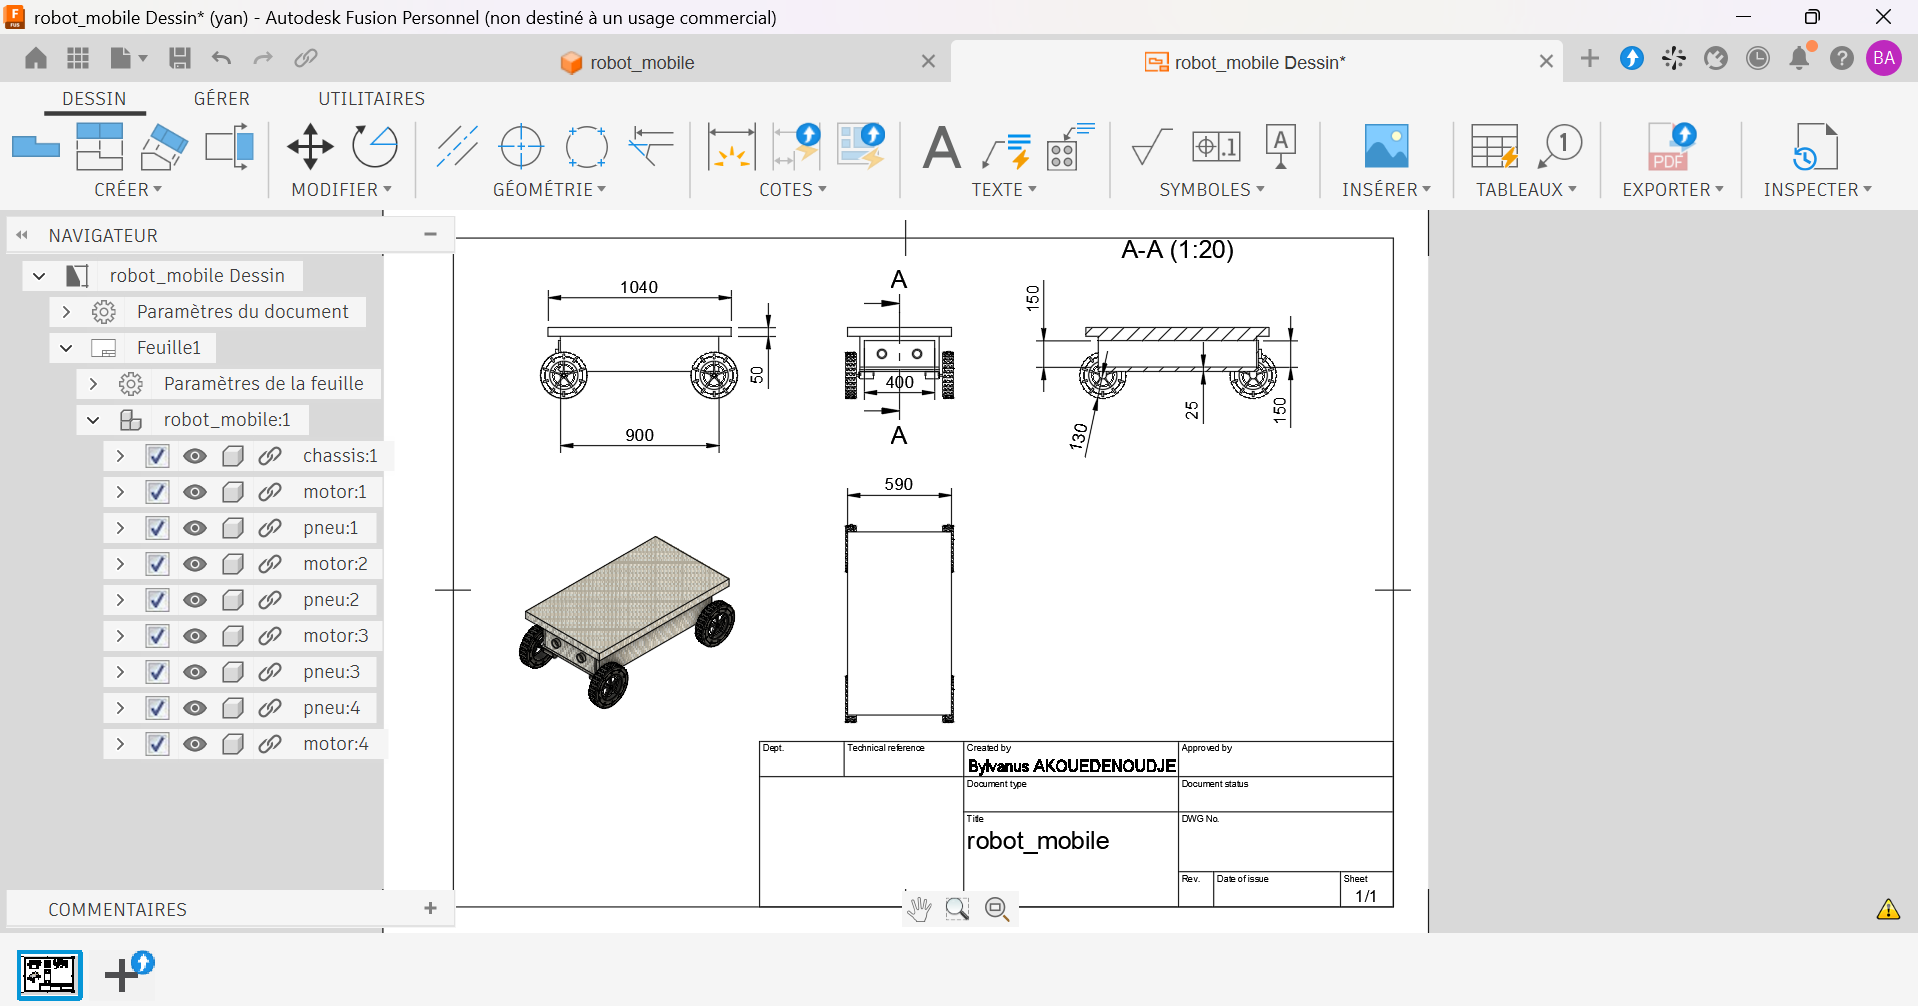 robot_mobile Dessin* (yan) - Autodesk Fusion Personnel (non destiné à un usage commercial)
robot_mobile
robot_mobile Dessin*
BA
DESSIN
GÉRER
UTILITAIRES
CRÉER
MODIFIER
GÉOMÉTRIE
COTES
TEXTE
SYMBOLES
INSÉRER
TABLEAUX
EXPORTER
INSPECTER
NAVIGATEUR
robot_mobile Dessin
Paramètres du document
Feuille1
Paramètres de la feuille
robot_mobile:1
chassis:1
motor:1
pneu:1
motor:2
pneu:2
motor:3
pneu:3
pneu:4
motor:4
COMMENTAIRES
A-A (1:20)
1040
50
900
A
400
A
150
130
25
150
590
Dept.
Technical reference
Created by
Bylvanus AKOUEDENOUDJE
Approved by
Document type
Document status
Title
robot_mobile
DWG No.
Rev.
Date of issue
Sheet
1/1